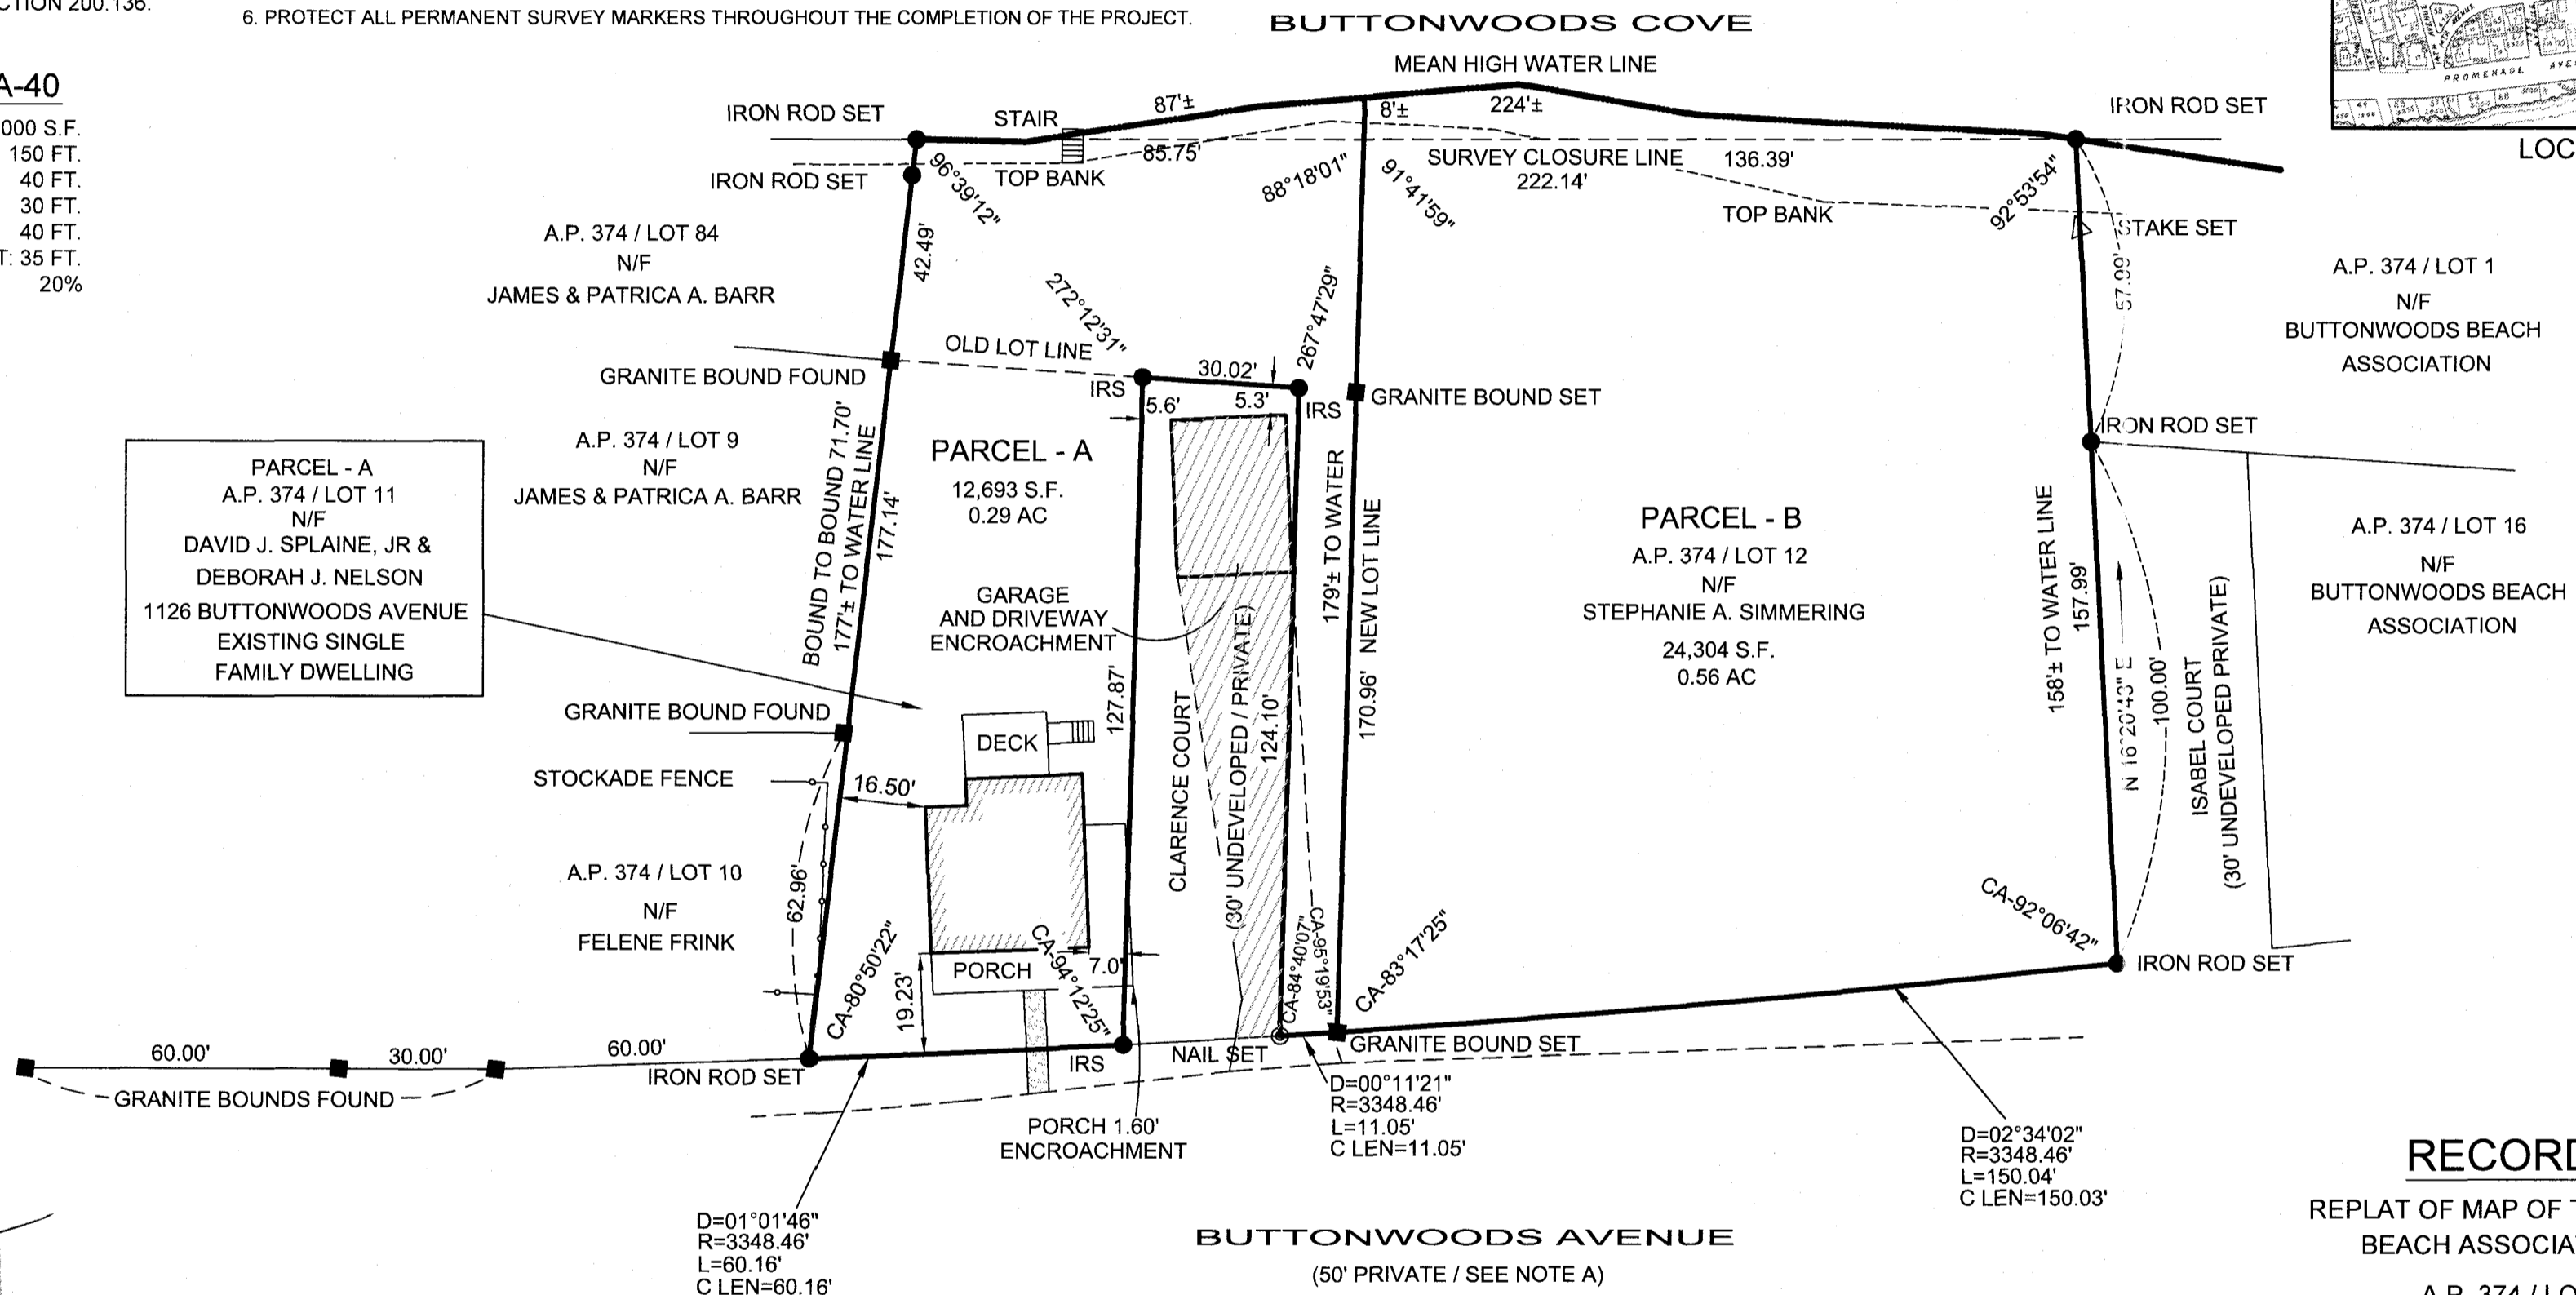 CTION 200.136.
6. PROTECT ALL PERMANENT SURVEY MARKERS THROUGHOUT THE COMPLETION OF THE PROJECT.
BUTTONWOODS COVE
MEAN HIGH WATER LINE
A-40
000 S.F.
150 FT.
40 FT.
30 FT.
40 FT.
T: 35 FT.
20%
PROMENADE AVE
LOC
IRON ROD SET
STAIR
87'±
8'±
224'±
IRON ROD SET
IRON ROD SET
96°39'12"
TOP BANK
85.75'
88°18'01"
91°41'59"
SURVEY CLOSURE LINE
222.14'
136.39'
TOP BANK
92°53'54"
STAKE SET
57.99'
A.P. 374 / LOT 84
N/F
JAMES & PATRICA A. BARR
42.49'
272°12'31"
267°47'29"
A.P. 374 / LOT 1
N/F
BUTTONWOODS BEACH
ASSOCIATION
OLD LOT LINE
GRANITE BOUND FOUND
IRS
30.02'
5.6'
5.3'
IRS
GRANITE BOUND SET
IRON ROD SET
A.P. 374 / LOT 9
N/F
JAMES & PATRICA A. BARR
BOUND TO BOUND 71.70'
177'± TO WATER LINE
177.14'
PARCEL - A
12,693 S.F.
0.29 AC
PARCEL - A
A.P. 374 / LOT 11
N/F
DAVID J. SPLAINE, JR &
DEBORAH J. NELSON
1126 BUTTONWOODS AVENUE
EXISTING SINGLE
FAMILY DWELLING
GARAGE
AND DRIVEWAY
ENCROACHMENT
127.87'
CLARENCE COURT
(30' UNDEVELOPED / PRIVATE)
124.10'
179'± TO WATER
170.96' NEW LOT LINE
PARCEL - B
A.P. 374 / LOT 12
N/F
STEPHANIE A. SIMMERING
24,304 S.F.
0.56 AC
158'± TO WATER LINE
157.99'
N 16°20'43" E
100.00'
ISABEL COURT
(30' UNDEVELOPED PRIVATE)
A.P. 374 / LOT 16
N/F
BUTTONWOODS BEACH
ASSOCIATION
GRANITE BOUND FOUND
STOCKADE FENCE
DECK
16.50'
A.P. 374 / LOT 10
N/F
FELENE FRINK
62.96'
CA-80°50'22"
19.23'
PORCH
CA-94°12'25"
7.0'
CA-84°40'07"
CA-95°19'53"
CA-83°17'25"
CA-92°06'42"
IRON ROD SET
60.00'
30.00'
60.00'
GRANITE BOUNDS FOUND
IRON ROD SET
IRS
NAIL SET
GRANITE BOUND SET
PORCH 1.60'
ENCROACHMENT
D=00°11'21"
R=3348.46'
L=11.05'
C LEN=11.05'
D=02°34'02"
R=3348.46'
L=150.04'
C LEN=150.03'
D=01°01'46"
R=3348.46'
L=60.16'
C LEN=60.16'
BUTTONWOODS AVENUE
(50' PRIVATE / SEE NOTE A)
RECORD
REPLAT OF MAP OF T
BEACH ASSOCIA
A.P. 374 / LO